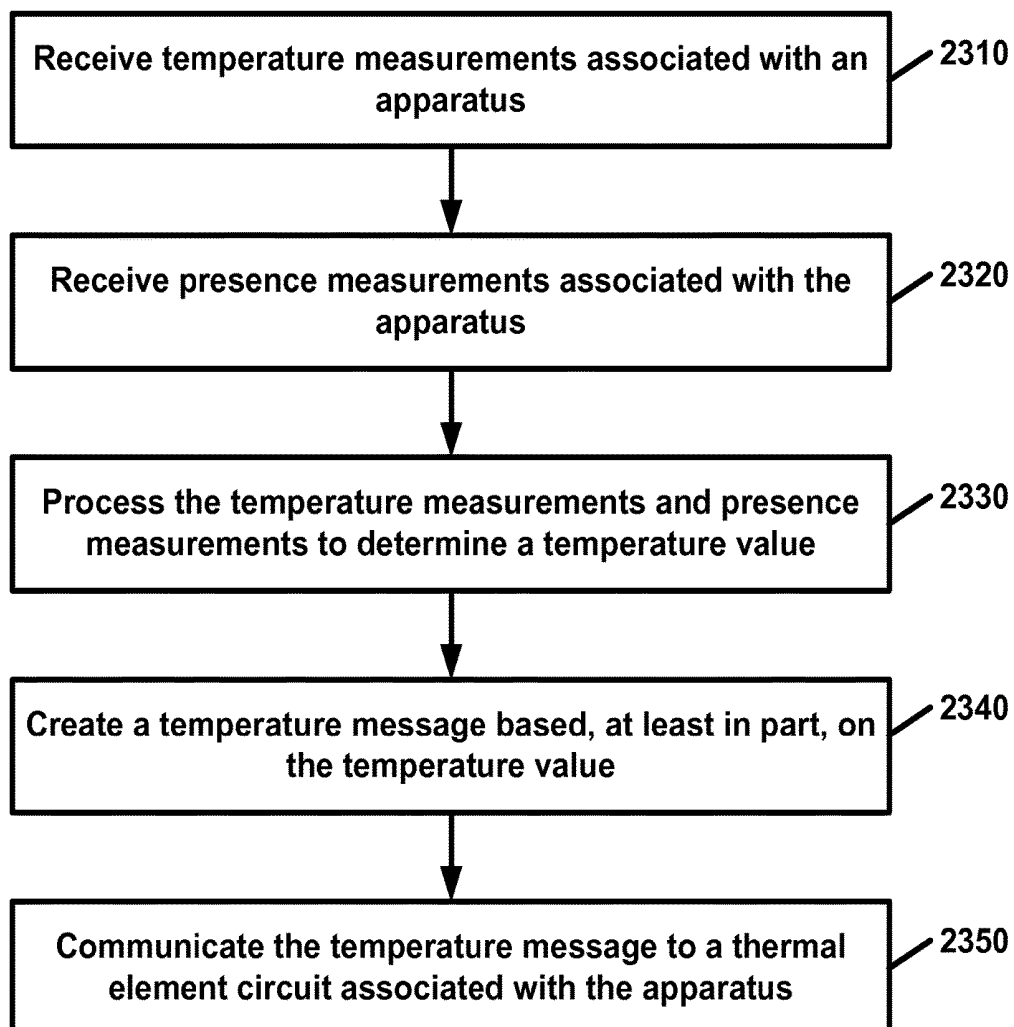 Receive temperature measurements associated with an
apparatus
2310
Receive presence measurements associated with the
apparatus
2320
Process the temperature measurements and presence
measurements to determine a temperature value
2330
Create a temperature message based, at least in part, on
the temperature value
2340
Communicate the temperature message to a thermal
element circuit associated with the apparatus
2350